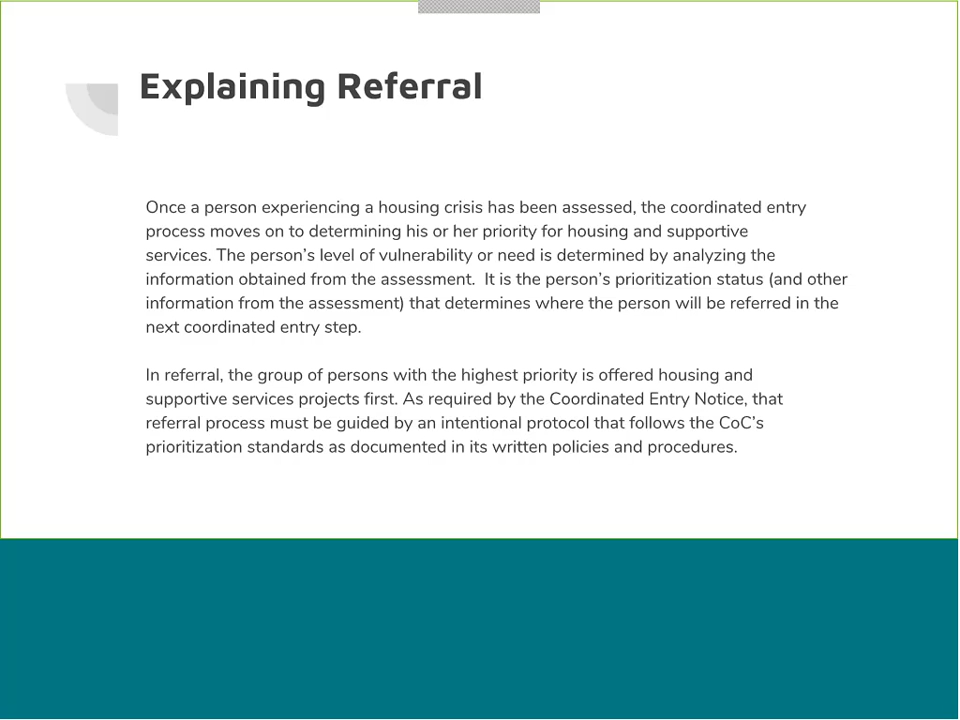 Explaining Referral
Once a person experiencing a housing crisis has been assessed, the coordinated entry
process moves on to determining his or her priority for housing and supportive
services. The person’s level of vulnerability or need is determined by analyzing the
information obtained from the assessment.  It is the person’s prioritization status (and other
information from the assessment) that determines where the person will be referred in the
next coordinated entry step.
In referral, the group of persons with the highest priority is offered housing and
supportive services projects first. As required by the Coordinated Entry Notice, that
referral process must be guided by an intentional protocol that follows the CoC’s
prioritization standards as documented in its written policies and procedures.